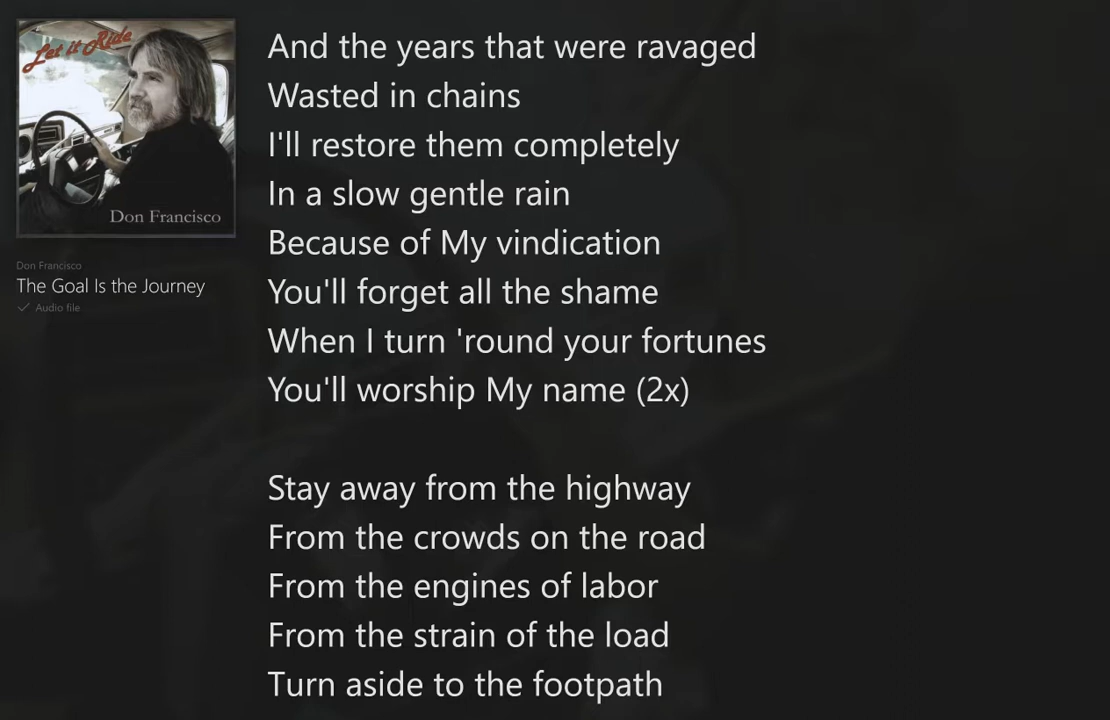 Let it Ride
Don Francisco
Don Francisco
The Goal Is the Journey
Audio file
And the years that were ravaged
Wasted in chains
I'll restore them completely
In a slow gentle rain
Because of My vindication
You'll forget all the shame
When I turn 'round your fortunes
You'll worship My name (2x)
Stay away from the highway
From the crowds on the road
From the engines of labor
From the strain of the load
Turn aside to the footpath